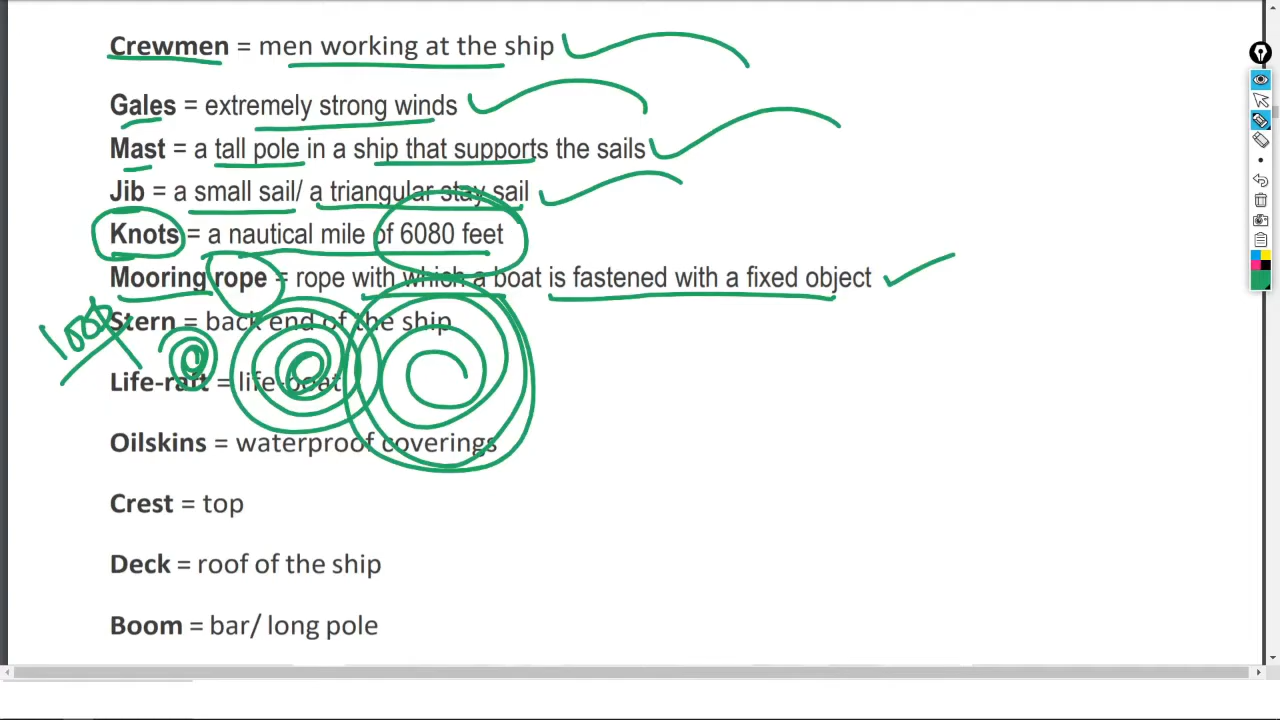 Crewmen = men working at the ship
Gales = extremely strong winds
Mast = a tall pole in a ship that supports the sails
Jib = a small sail/ a triangular stay sail
Knots = a nautical mile of 6080 feet
Mooring rope = rope with which a boat is fastened with a fixed object
Stern = back end of the ship
Life-raft = life-boat
Oilskins = waterproof coverings
Crest = top
Deck = roof of the ship
Boom = bar/ long pole